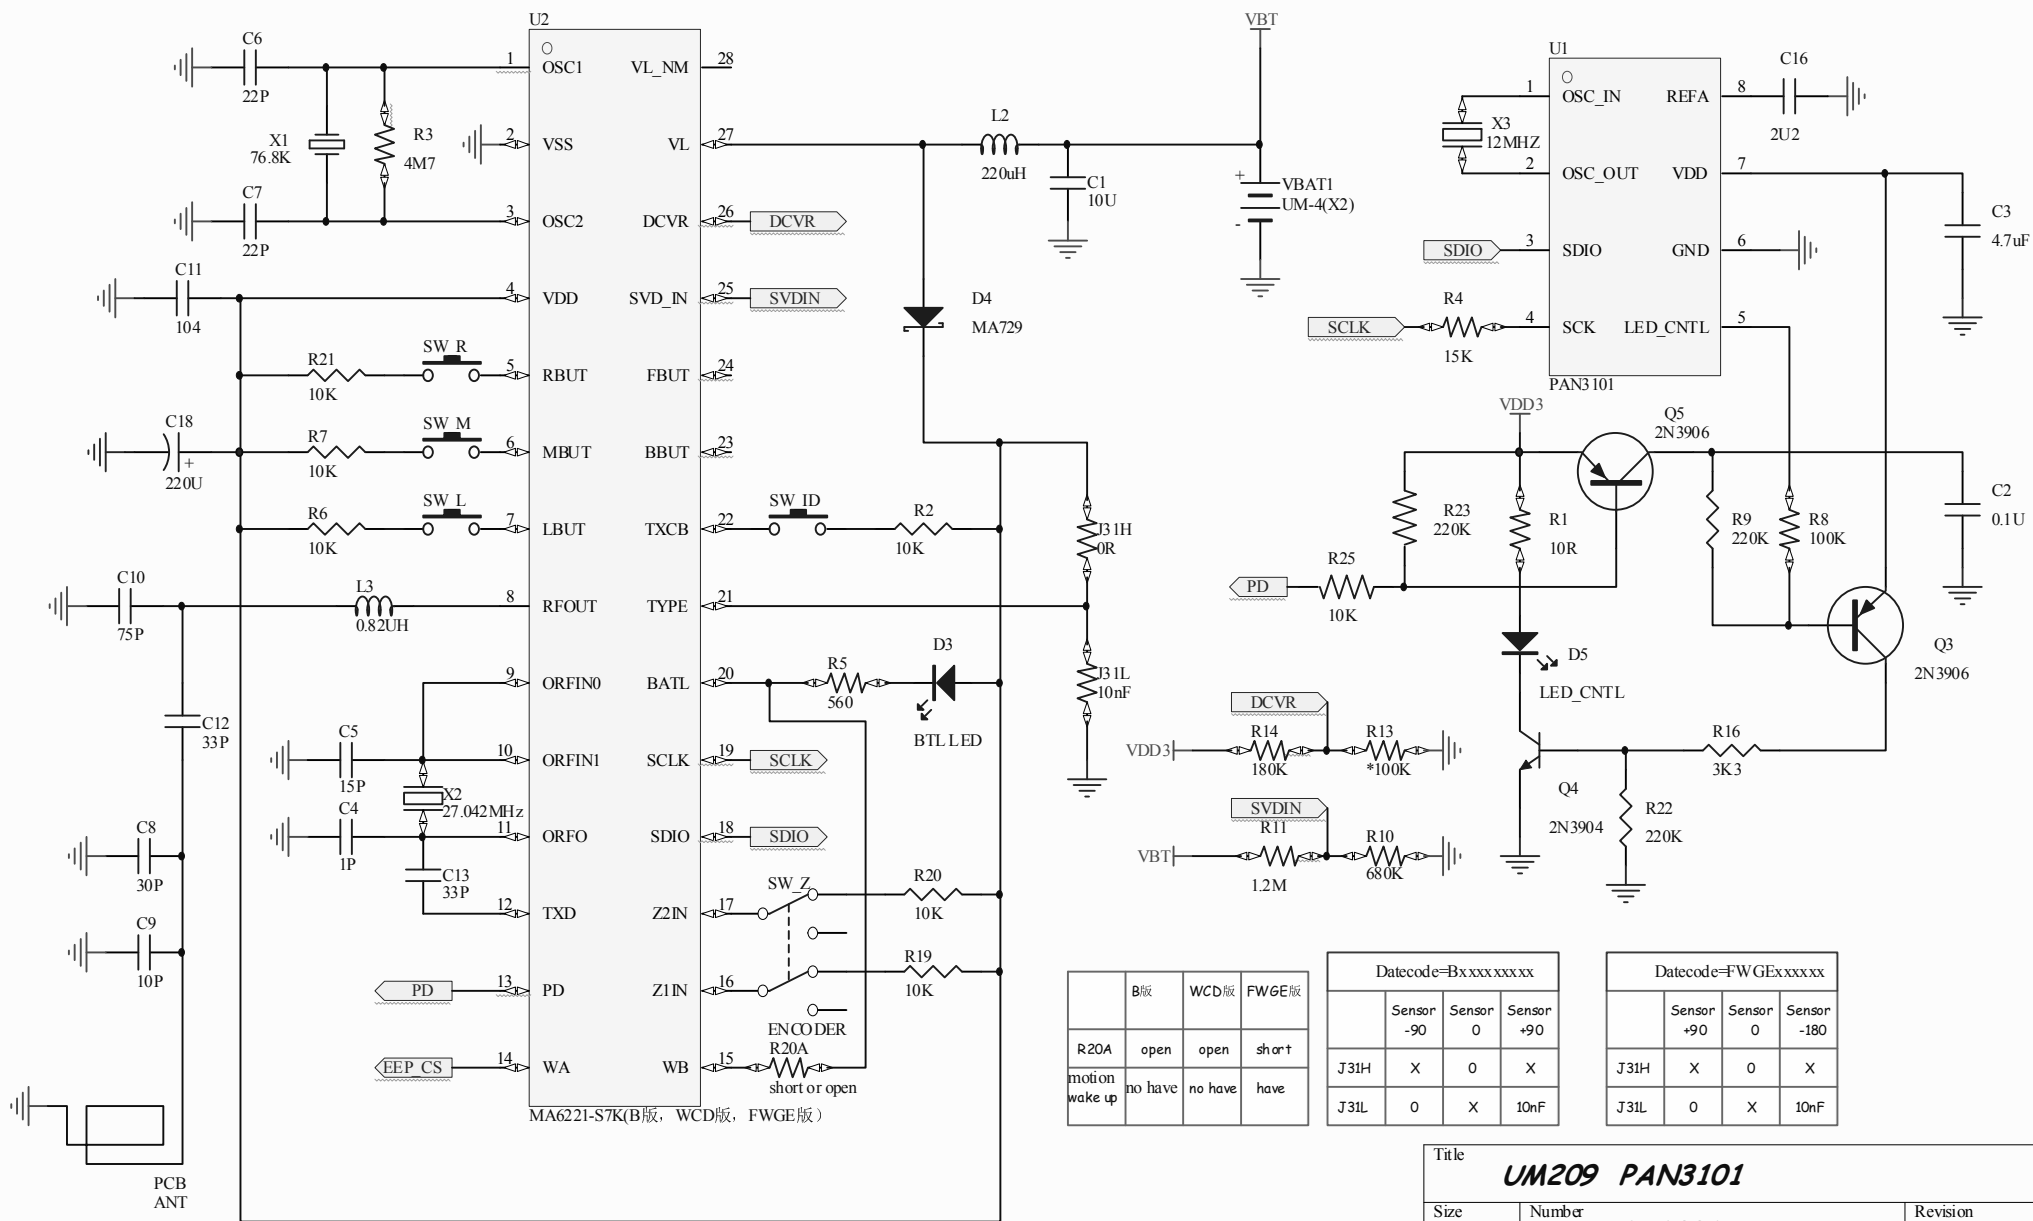 U2
C6
22P
X1
76.8K
R3
4M7
C7
22P
C11
104
R21
10K
SW_R
C18
+
220U
R7
10K
SW_M
R6
10K
SW_L
C10
75P
L3
0.82UH
C12
33P
C5
15P
C4
1P
X2
27.042MHz
C13
33P
C8
30P
C9
10P
PD
EEP_CS
PCB
ANT
1 OSC1
2 VSS
3 OSC2
4 VDD
5 RBUT
6 MBUT
7 LBUT
8 RFOUT
9 ORFIN0
10 ORFIN1
11 ORFO
12 TXD
13 PD
14 WA
VL_NM 28
VL 27
DCVR 26
SVD_IN 25
FBUT 24
BBUT 23
TXCB 22
TYPE 21
BATL 20
SCLK 19
SDIO 18
Z2IN 17
Z1IN 16
WB 15
MA6221-S7K(B版，WCD版，FWGE版）
DCVR
SVDIN
SW_ID
R2
10K
R5
560
D3
BTL LED
SCLK
SDIO
SW_Z
R20
10K
R19
10K
ENCODER
R20A
short or open
L2
220uH
C1
10U
VBT
+
VBAT1
UM-4(X2)
-
D4
MA729
J31H
0R
J31L
10nF
U1
1 OSC_IN
2 OSC_OUT
3 SDIO
4 SCK
REFA 8
VDD 7
GND 6
LED_CNTL 5
PAN3101
X3
12MHZ
SDIO
SCLK
R4
15K
C16
2U2
C3
4.7uF
VDD3
Q5
2N3906
R23
220K
R1
10R
R25
10K
PD
R9
220K
R8
100K
C2
0.1U
Q3
2N3906
D5
LED_CNTL
R16
3K3
Q4
2N3904
R22
220K
DCVR
VDD3
R14
180K
R13
*100K
SVDIN
VBT
R11
1.2M
R10
680K
B版 WCD版 FWGE版
R20A open open short
motion wake up no have no have have
Datecode=Bxxxxxxxxx
Sensor -90 Sensor 0 Sensor +90
J31H X 0 X
J31L 0 X 10nF
Datecode=FWGExxxxxx
Sensor +90 Sensor 0 Sensor -180
J31H X 0 X
J31L 0 X 10nF
Title
UM209 PAN3101
Size Number Revision